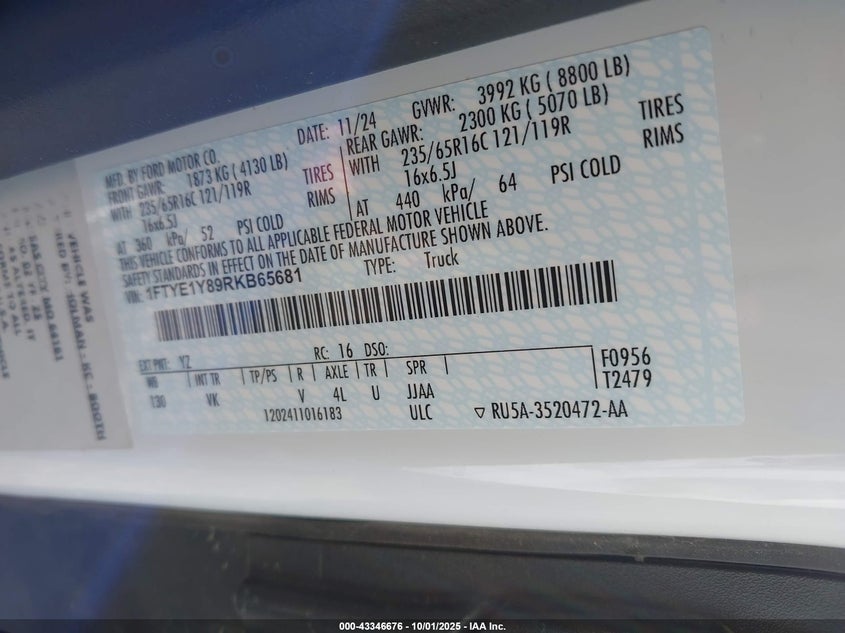 MFD. BY FORD MOTOR CO.
DATE: 11/24
GVWR: 3992 KG ( 8800 LB)
FRONT GAWR: 1873 KG ( 4130 LB)
REAR GAWR: 2300 KG ( 5070 LB)
WITH 235/65R16C 121/119R TIRES
WITH 235/65R16C 121/119R TIRES
16x6.5J RIMS
16x6.5J RIMS
AT 360 kPa/ 52 PSI COLD
AT 440 kPa/ 64 PSI COLD
THIS VEHICLE CONFORMS TO ALL APPLICABLE FEDERAL MOTOR VEHICLE
SAFETY STANDARDS IN EFFECT ON THE DATE OF MANUFACTURE SHOWN ABOVE.
VIN: 1FTYE1Y89RKB65681
TYPE: Truck
EXT PNT: YZ RC: 16 DSO:
WB INT TR TP/PS R AXLE TR SPR
130 VK V 4L U JJAA
1202411016183 ULC
F0956
T2479
RU5A-3520472-AA
VEHICLE WAS
HOLMAN - KC - BOOTH
000-43346676 • 10/01/2025 • IAA Inc.